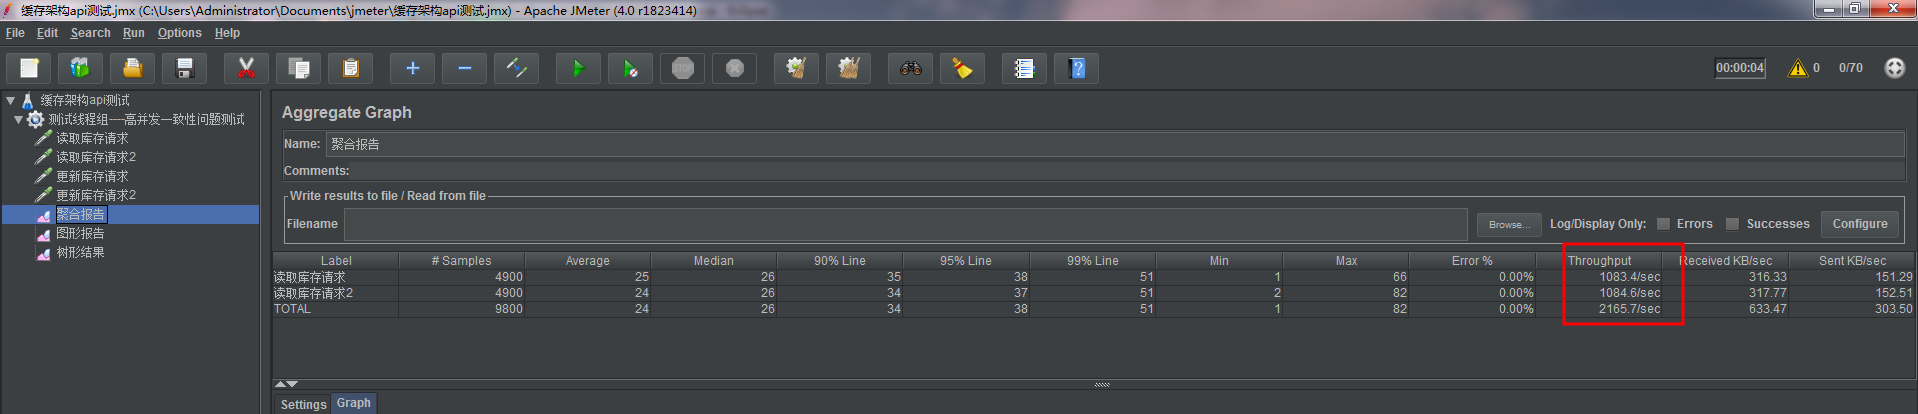 缓存架构api测试.jmx (C:\Users\Administrator\Documents\jmeter\缓存架构api测试.jmx) - Apache JMeter (4.0 r1823414)
File Edit Search Run Options Help
STOP 00:00:04 0 0/70
缓存架构api测试
测试线程组----高并发一致性问题测试
读取库存请求
读取库存请求2
更新库存请求
更新库存请求2
聚合报告
图形报告
树形结果
Aggregate Graph
Name: 聚合报告
Comments:
Write results to file / Read from file
Filename Browse... Log/Display Only: Errors Successes Configure
Label # Samples Average Median 90% Line 95% Line 99% Line Min Max Error % Throughput Received KB/sec Sent KB/sec
读取库存请求 4900 25 26 35 38 51 1 66 0.00% 1083.4/sec 316.33 151.29
读取库存请求2 4900 24 26 34 37 51 2 82 0.00% 1084.6/sec 317.77 152.51
TOTAL 9800 24 26 34 38 51 1 82 0.00% 2165.7/sec 633.47 303.50
Settings Graph